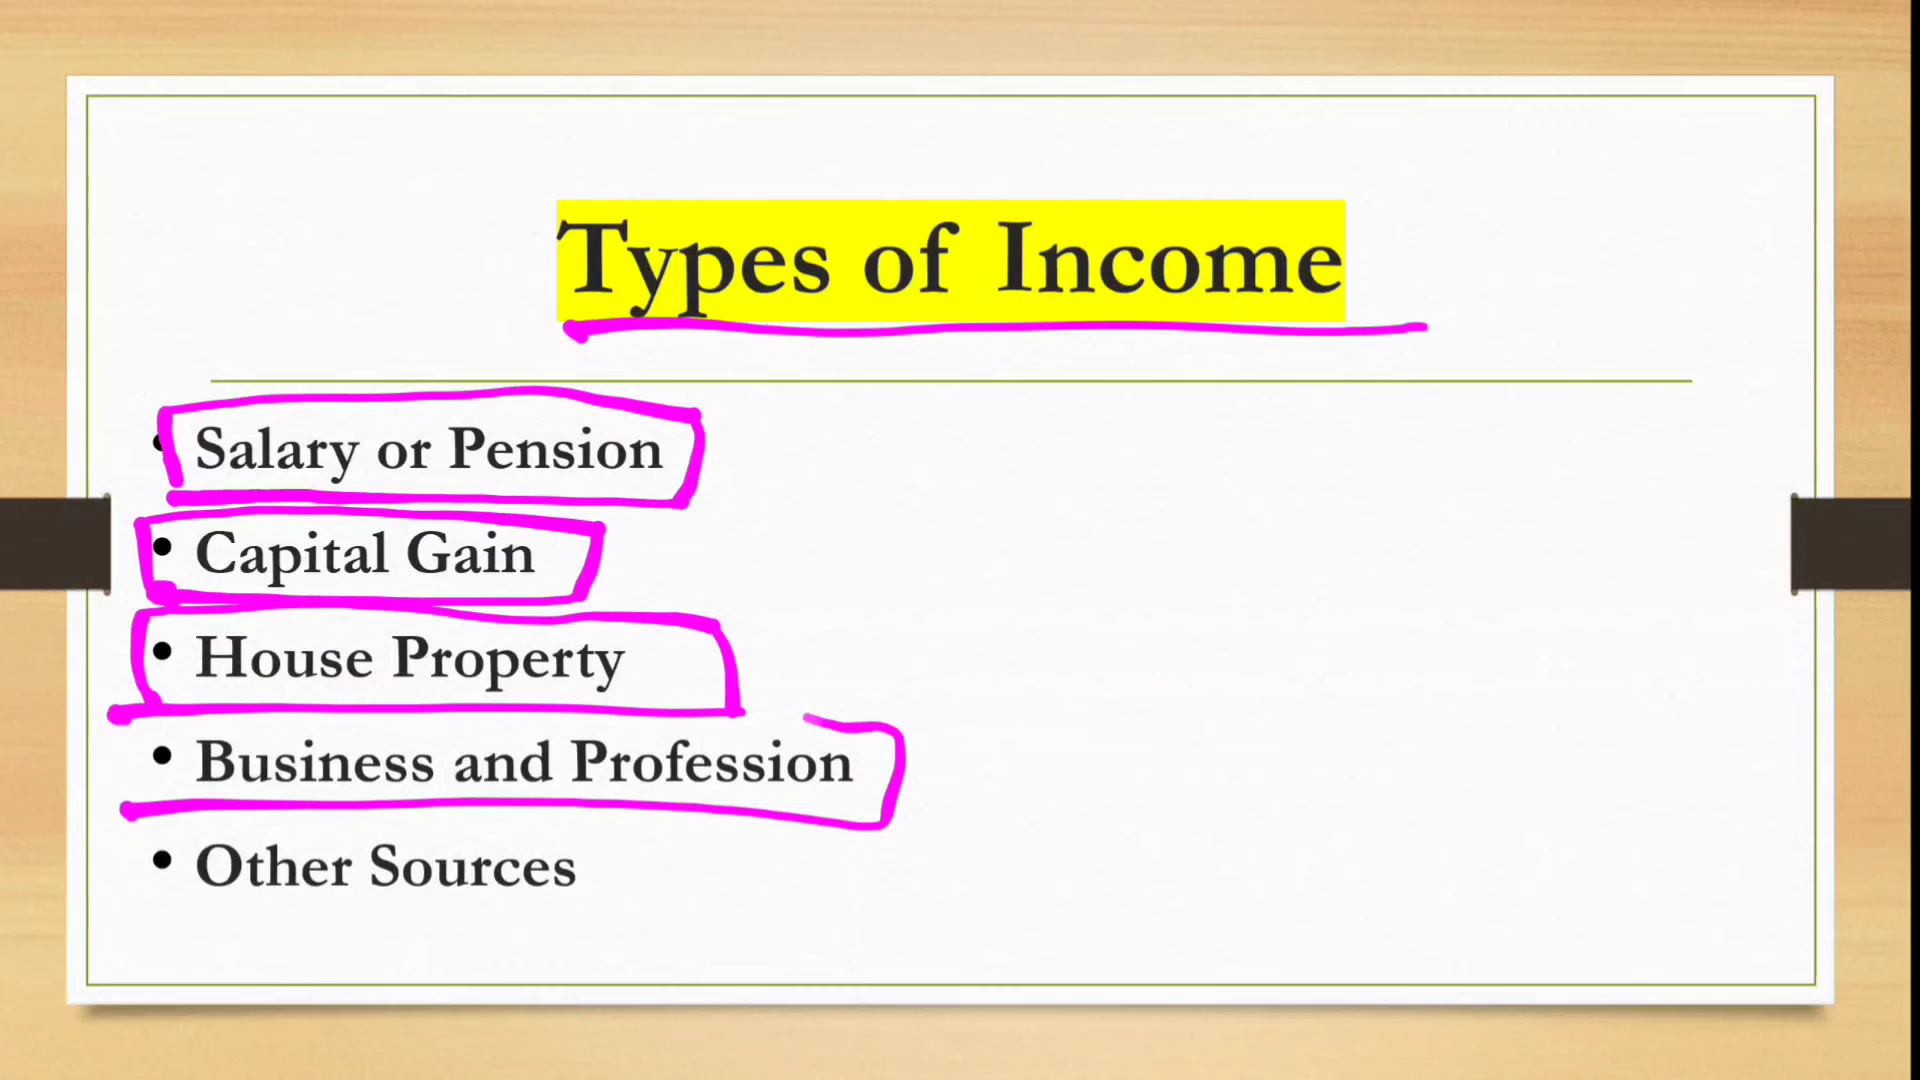 Types of Income
• Salary or Pension
• Capital Gain
• House Property
• Business and Profession
• Other Sources